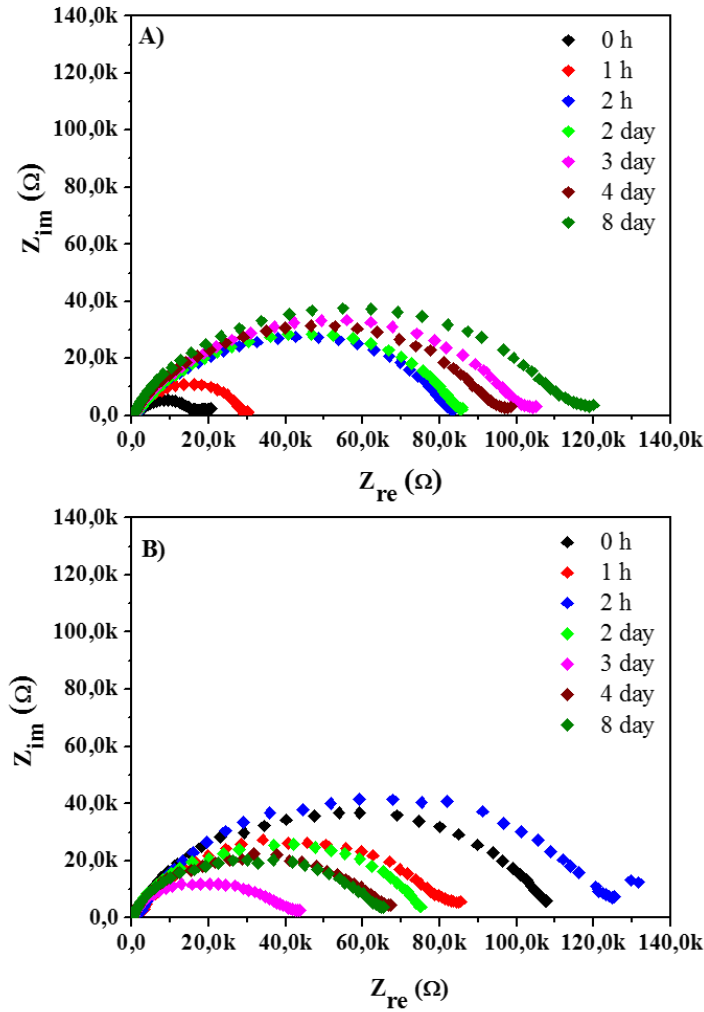 A)
140,0k
120,0k
100,0k
80,0k
60,0k
40,0k
20,0k
0,0
Zim (Ω)
0 h
1 h
2 h
2 day
3 day
4 day
8 day
0,0 20,0k 40,0k 60,0k 80,0k 100,0k 120,0k 140,0k
Zre (Ω)
B)
140,0k
120,0k
100,0k
80,0k
60,0k
40,0k
20,0k
0,0
Zim (Ω)
0 h
1 h
2 h
2 day
3 day
4 day
8 day
0,0 20,0k 40,0k 60,0k 80,0k 100,0k 120,0k 140,0k
Zre (Ω)